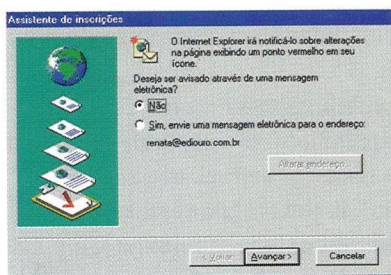 Assistente de inscrições
O Internet Explorer irá notificá-lo sobre alterações
na página exibindo um ponto vermelho em seu
ícone.
Deseja ser avisado através de uma mensagem
eletrônica?
Não
Sim, envie uma mensagem eletrônica para o endereço:
renata@ediouro.com.br
Alterar endereço...
< Voltar
Avançar >
Cancelar